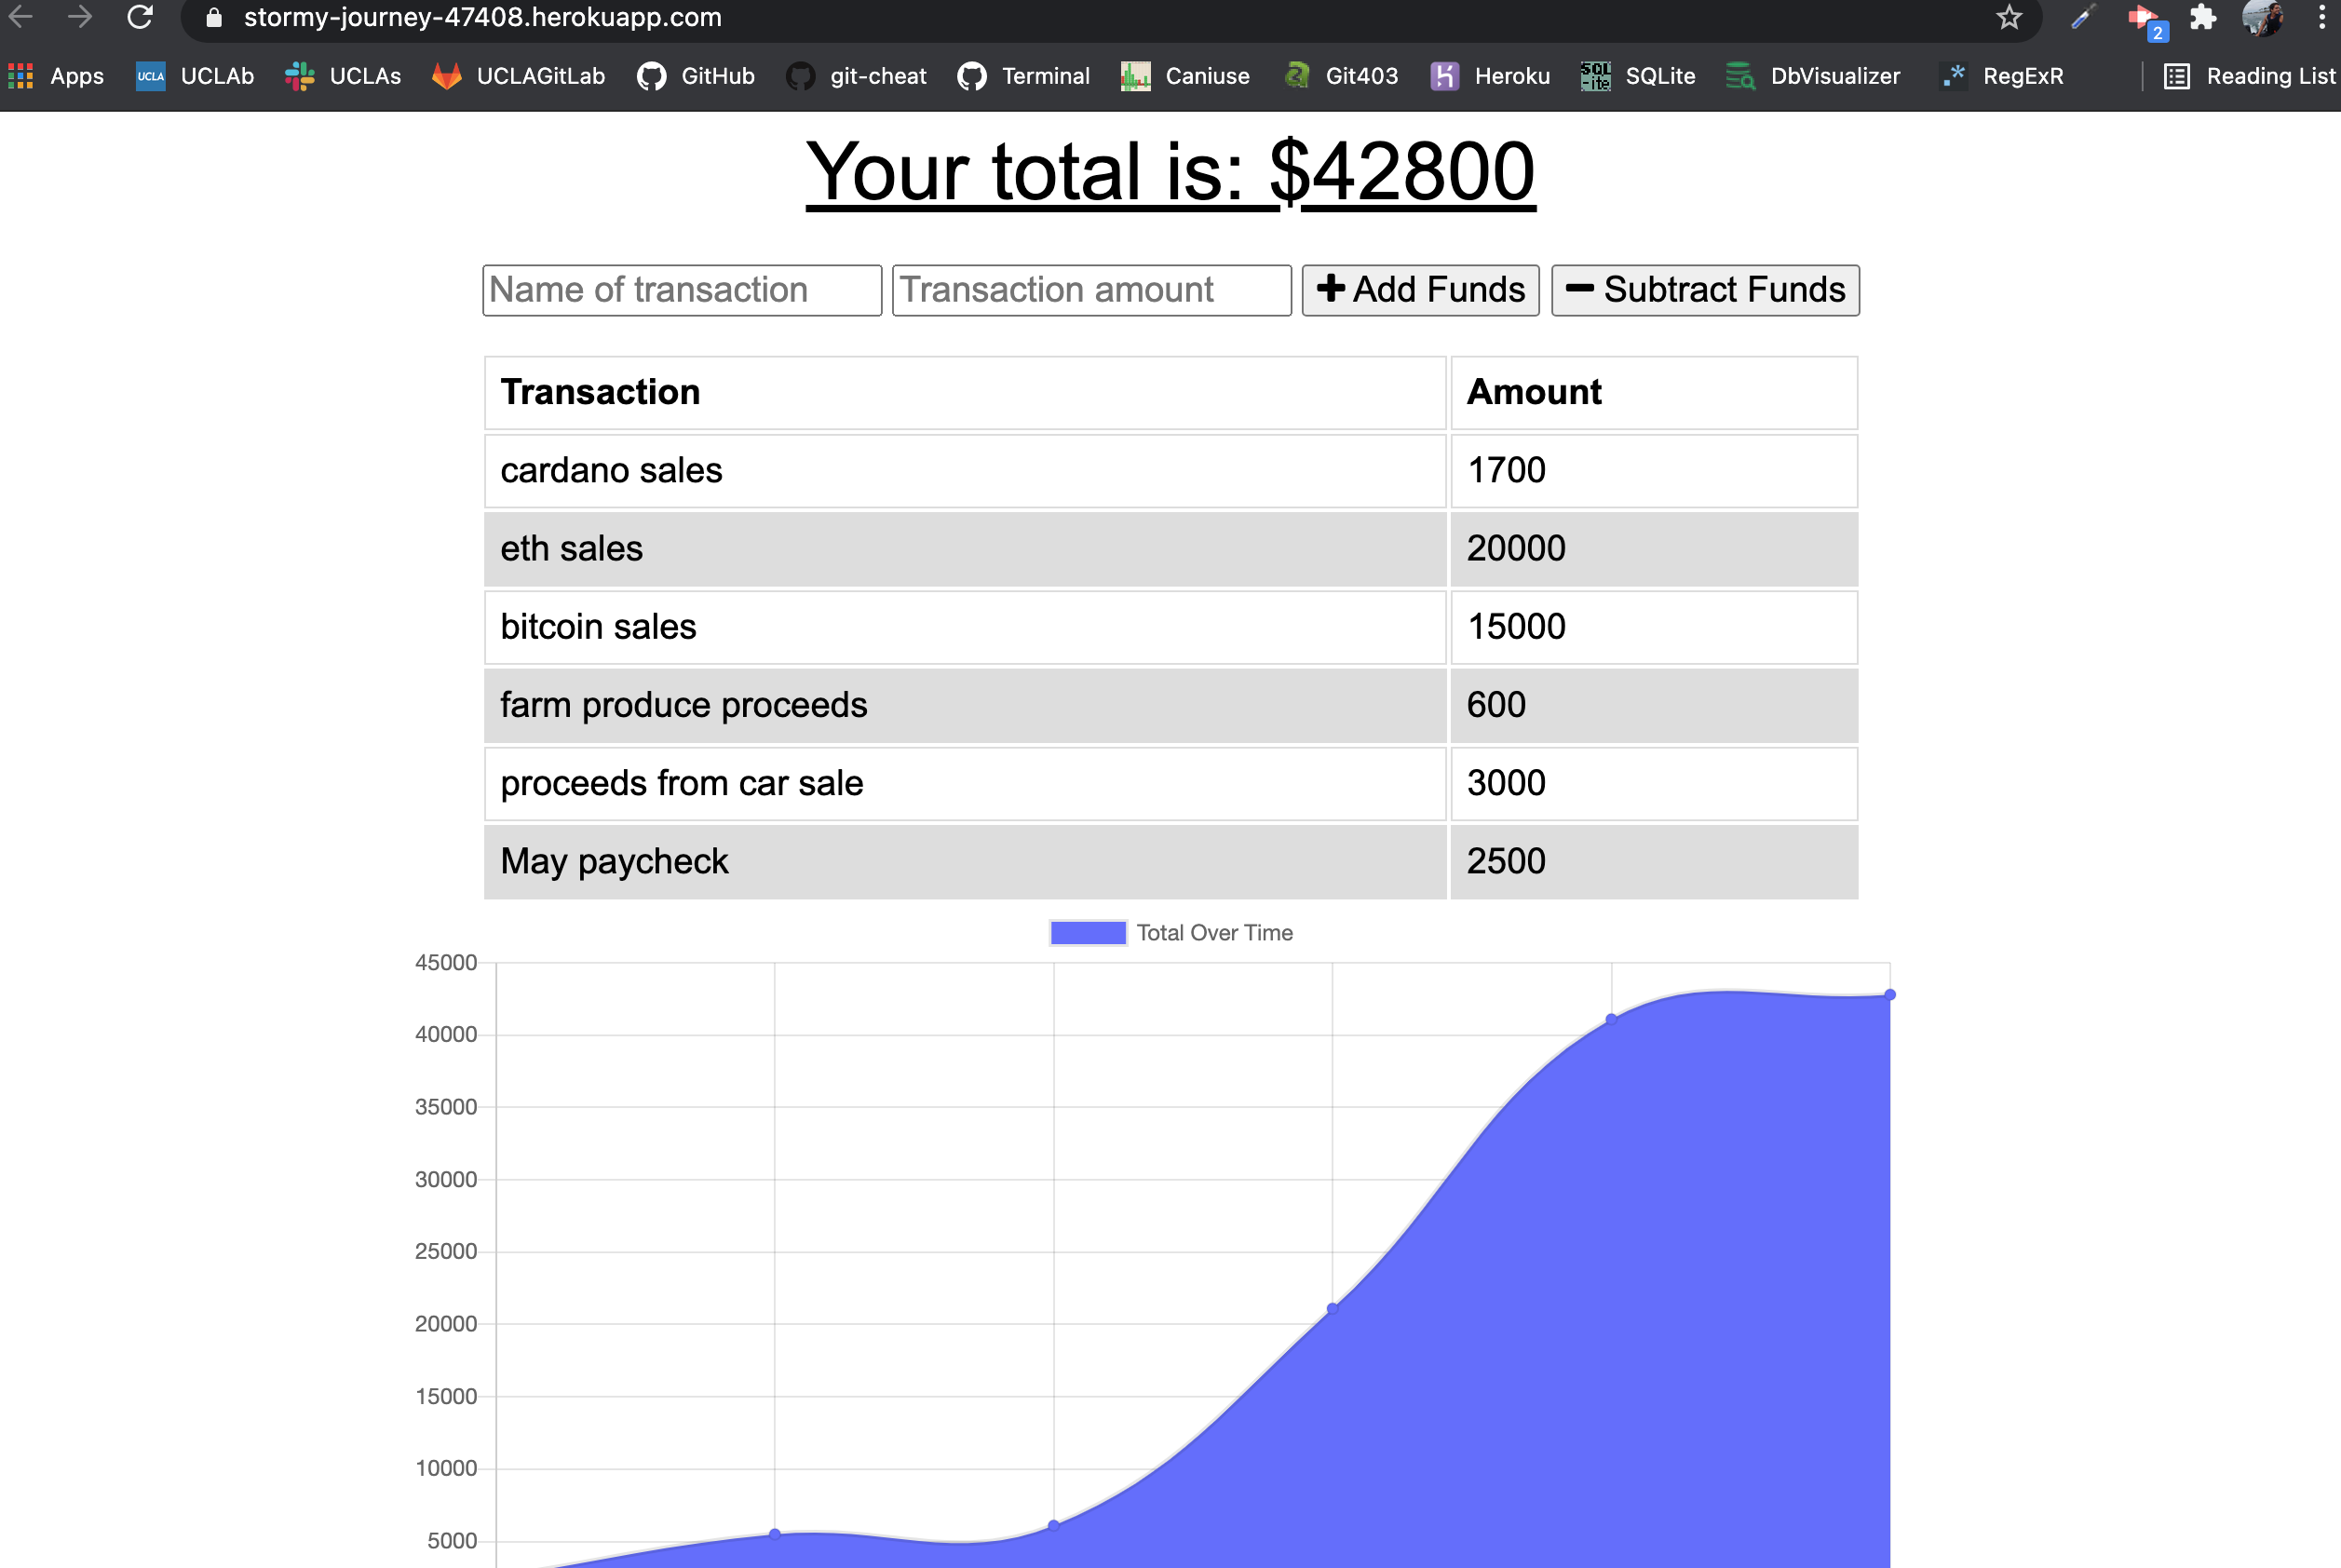 stormy-journey-47408.herokuapp.com
2
Apps UCLA UCLAb UCLAs UCLAGitLab GitHub git-cheat Terminal Caniuse Git403 Heroku SQLite DbVisualizer RegExR Reading List
Your total is: $42800
Name of transaction Transaction amount Add Funds Subtract Funds
Transaction Amount
cardano sales 1700
eth sales 20000
bitcoin sales 15000
farm produce proceeds 600
proceeds from car sale 3000
May paycheck 2500
Total Over Time
45000
40000
35000
30000
25000
20000
15000
10000
5000